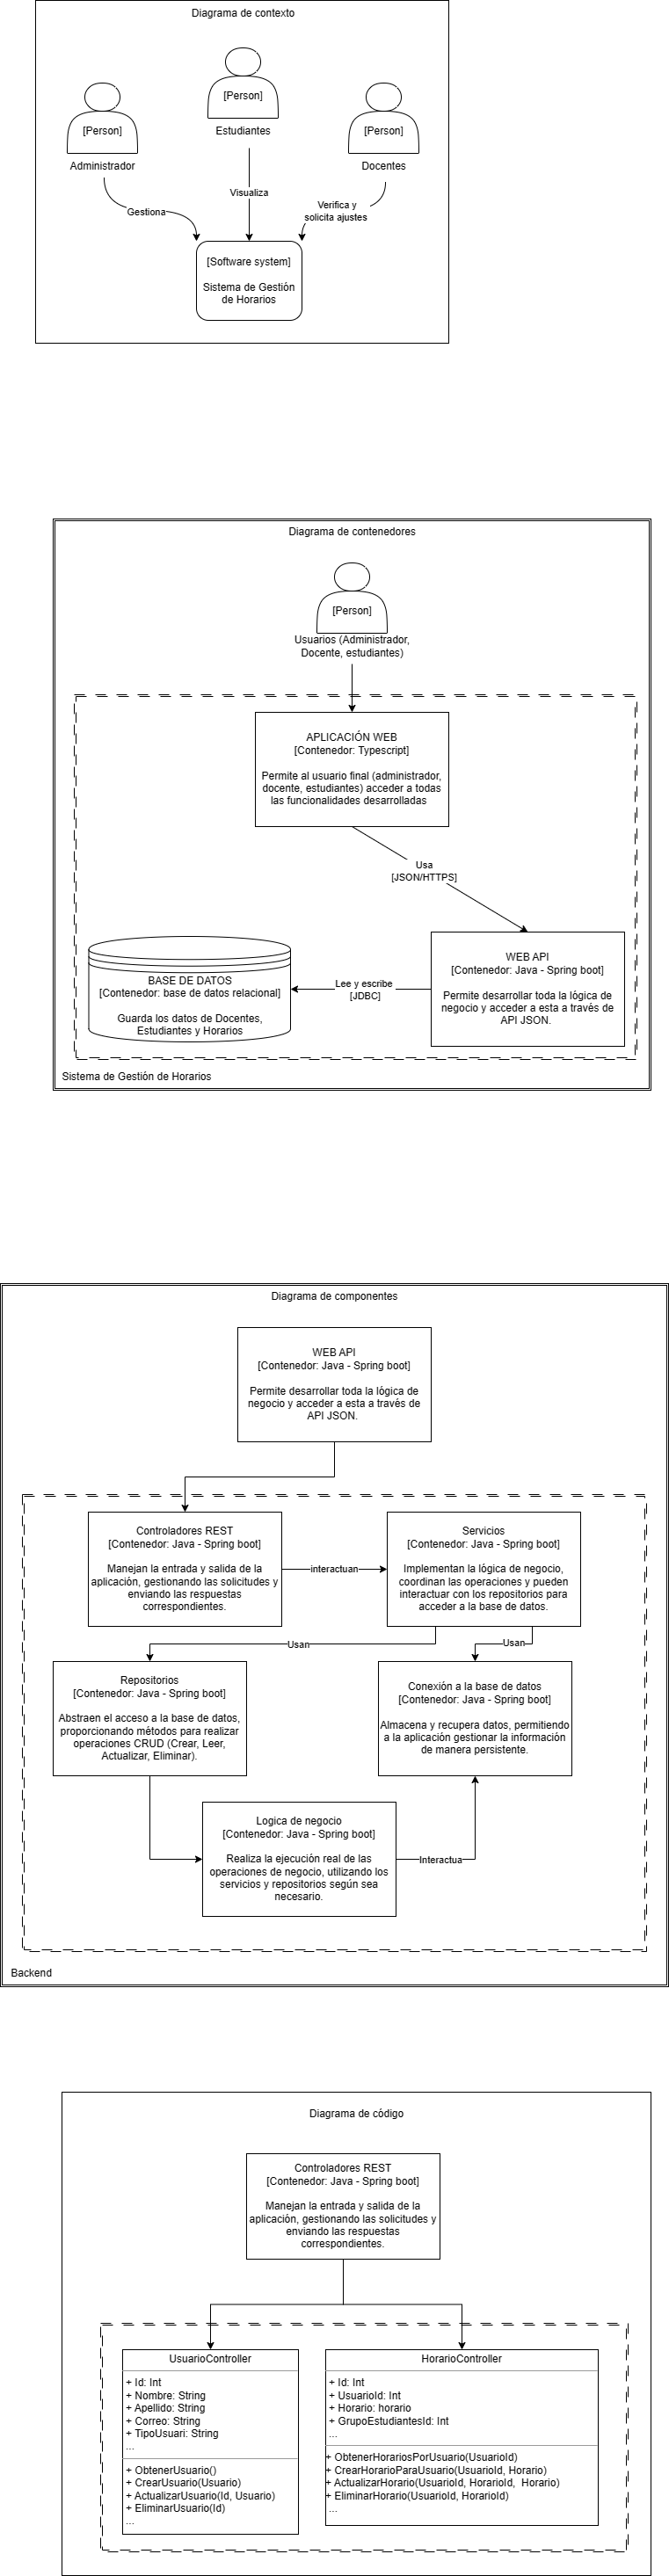 Diagrama de contexto
[Person]
Estudiantes
[Person]
Administrador
[Person]
Docentes
Gestiona
Visualiza
Verifica y
solicita ajustes
[Software system]
Sistema de Gestión
de Horarios
Diagrama de contenedores
[Person]
Usuarios (Administrador,
Docente, estudiantes)
APLICACIÓN WEB
[Contenedor: Typescript]
Permite al usuario final (administrador,
docente, estudiantes) acceder a todas
las funcionalidades desarrolladas
Usa
[JSON/HTTPS]
BASE DE DATOS
[Contenedor: base de datos relacional]
Guarda los datos de Docentes,
Estudiantes y Horarios
Lee y escribe
[JDBC]
WEB API
[Contenedor: Java - Spring boot]
Permite desarrollar toda la lógica de
negocio y acceder a esta a través de
API JSON.
Sistema de Gestión de Horarios
Diagrama de componentes
WEB API
[Contenedor: Java - Spring boot]
Permite desarrollar toda la lógica de
negocio y acceder a esta a través de
API JSON.
Controladores REST
[Contenedor: Java - Spring boot]
Manejan la entrada y salida de la
aplicación, gestionando las solicitudes y
enviando las respuestas
correspondientes.
interactuan
Servicios
[Contenedor: Java - Spring boot]
Implementan la lógica de negocio,
coordinan las operaciones y pueden
interactuar con los repositorios para
acceder a la base de datos.
Usan
Usan
Repositorios
[Contenedor: Java - Spring boot]
Abstraen el acceso a la base de datos,
proporcionando métodos para realizar
operaciones CRUD (Crear, Leer,
Actualizar, Eliminar).
Conexión a la base de datos
[Contenedor: Java - Spring boot]
Almacena y recupera datos, permitiendo
a la aplicación gestionar la información
de manera persistente.
Logica de negocio
[Contenedor: Java - Spring boot]
Realiza la ejecución real de las
operaciones de negocio, utilizando los
servicios y repositorios según sea
necesario.
Interactua
Backend
Diagrama de código
Controladores REST
[Contenedor: Java - Spring boot]
Manejan la entrada y salida de la
aplicación, gestionando las solicitudes y
enviando las respuestas
correspondientes.
UsuarioController
+ Id: Int
+ Nombre: String
+ Apellido: String
+ Correo: String
+ TipoUsuari: String
...
+ ObtenerUsuario()
+ CrearUsuario(Usuario)
+ ActualizarUsuario(Id, Usuario)
+ EliminarUsuario(Id)
...
HorarioController
+ Id: Int
+ UsuarioId: Int
+ Horario: horario
+ GrupoEstudiantesId: Int
...
+ ObtenerHorariosPorUsuario(UsuarioId)
+ CrearHorarioParaUsuario(UsuarioId, Horario)
+ ActualizarHorario(UsuarioId, HorarioId, Horario)
+ EliminarHorario(UsuarioId, HorarioId)
...